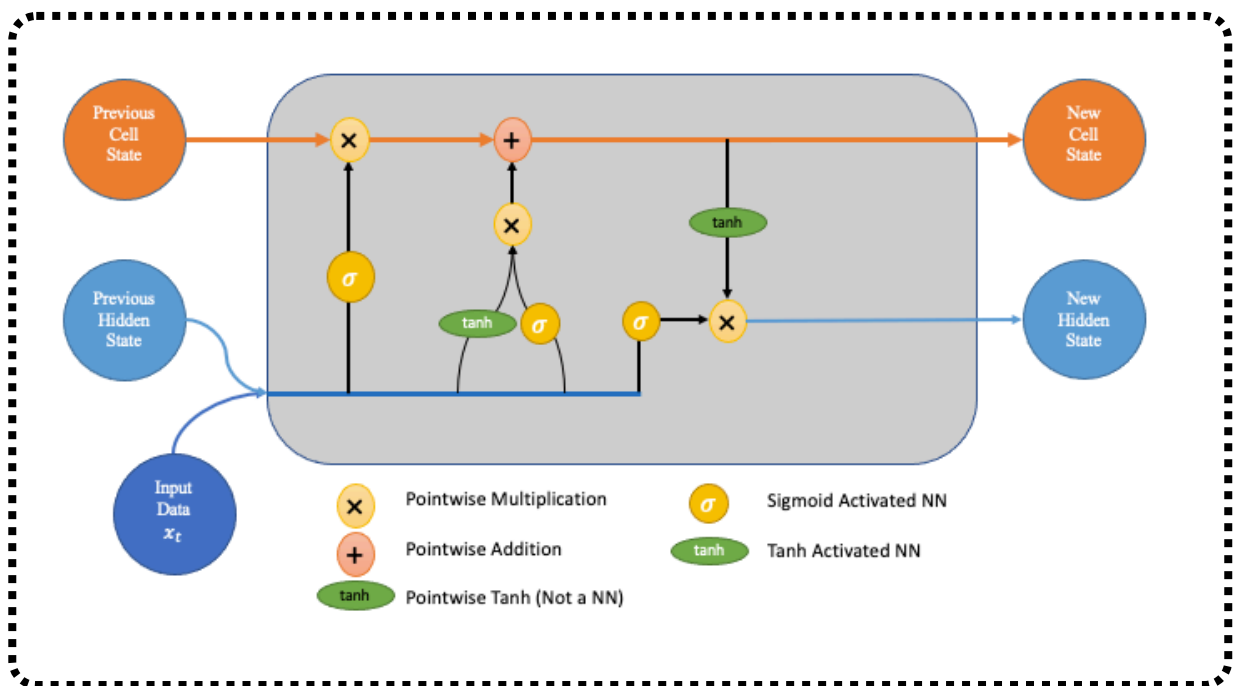 Previous
Cell
State
×
+
New
Cell
State
×
tanh
σ
Previous
Hidden
State
tanh
σ
σ
×
New
Hidden
State
Input
Data
xₜ
× Pointwise Multiplication
σ Sigmoid Activated NN
+ Pointwise Addition
tanh Tanh Activated NN
tanh Pointwise Tanh (Not a NN)